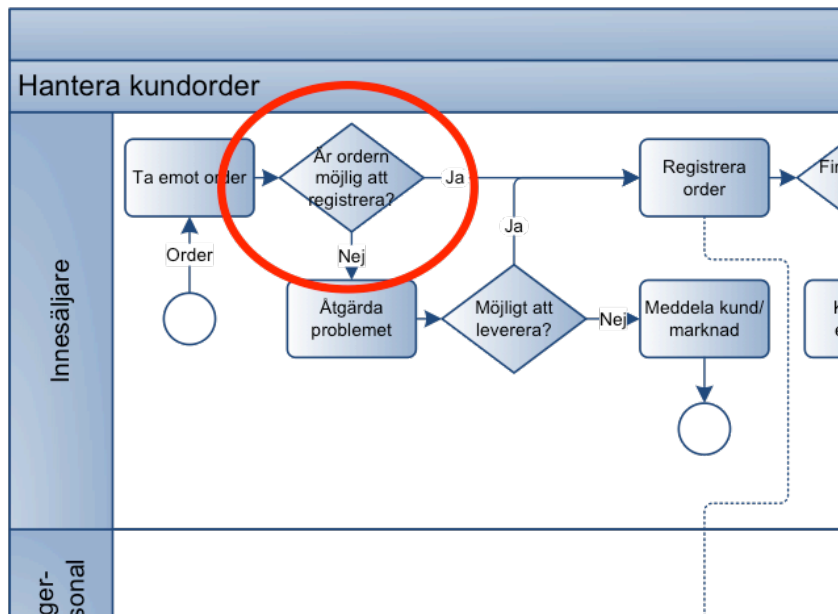 Hantera kundorder
Innesäljare
Ta emot order
Order
Är ordern
möjlig att
registrera?
Ja
Nej
Åtgärda
problemet
Möjligt att
leverera?
Ja
Nej
Registrera
order
Meddela kund/
marknad